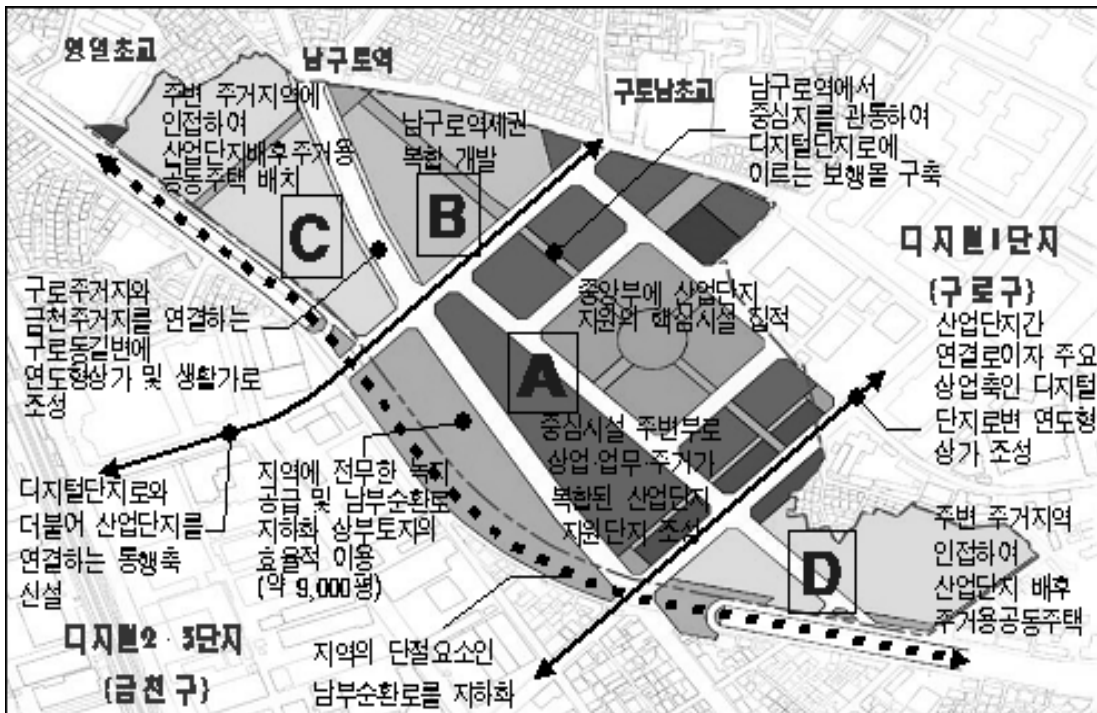 영일초교
남구로역
주변 주거지역에
인접하여
산업단지배후주거용
공동주택 배치
남구로역세권
복합 개발
구로남초교
남구로역에서
중심지를 관통하여
디지털단지로에
이르는 보행몰 구축
B
C
디지털1단지
(구로구)
구로주거지와
금천주거지를 연결하는
구로동길변에
연도형상가 및 생활가로
조성
중앙부에 산업단지
지원의 핵심시설 집적
산업단지간
연결로이자 주요
상업축인 디지털
단지로변 연도형
상가 조성
A
중심시설 주변부로
상업·업무·주거가
복합된 산업단지
지원단지 조성
디지털단지로와
더불어 산업단지를
연결하는 동행축
신설
지역에 전무한 녹지
공급 및 남부순환로
지하화 상부토지의
효율적 이용
(약 9,000평)
D
주변 주거지역
인접하여
산업단지 배후
주거용공동주택
디지털2·3단지
(금천구)
지역의 단절요소인
남부순환로를 지하화